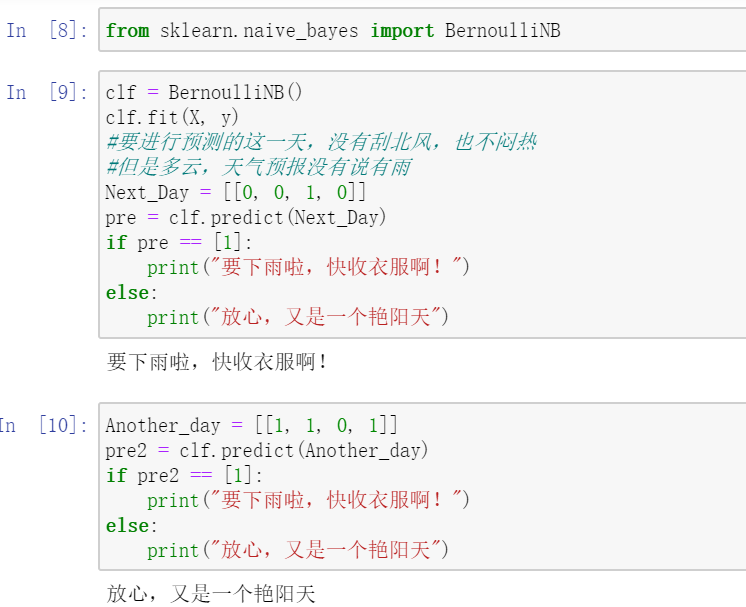 In [8]: from sklearn.naive_bayes import BernoulliNB
In [9]: clf = BernoulliNB()
clf.fit(X, y)
#要进行预测的这一天，没有刮北风，也不闷热
#但是多云，天气预报没有说有雨
Next_Day = [[0, 0, 1, 0]]
pre = clf.predict(Next_Day)
if pre == [1]:
    print("要下雨啦，快收衣服啊！")
else:
    print("放心，又是一个艳阳天")
要下雨啦，快收衣服啊！
In [10]: Another_day = [[1, 1, 0, 1]]
pre2 = clf.predict(Another_day)
if pre2 == [1]:
    print("要下雨啦，快收衣服啊！")
else:
    print("放心，又是一个艳阳天")
放心，又是一个艳阳天